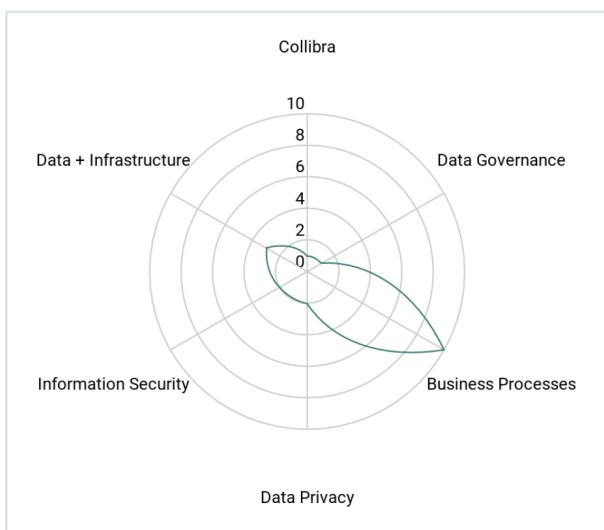 Collibra
10
8
Data + Infrastructure
Data Governance
6
4
2
0
Information Security
Business Processes
Data Privacy